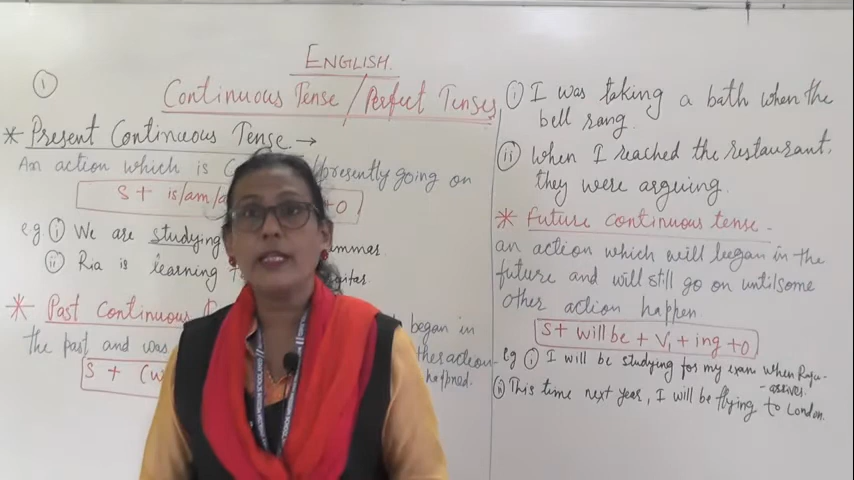 ENGLISH.
1
Continuous Tense / Perfect Tenses
* Present Continuous Tense →
An action which is presently going on
S + is/am/ + O
eg i We are studying
ii Ria is learning
* Past Continuous began in
the past and was other action
S + happned.
i I was taking a bath when the
bell rang.
ii When I reached the restaurant,
they were arguing.
* Future continuous tense -
an action which will began in the
future and will still go on until some
other action happen.
S + will be + V1 + ing + O
eg i I will be studying for my exam when Raju
arrives.
ii This time next year, I will be flying to London.